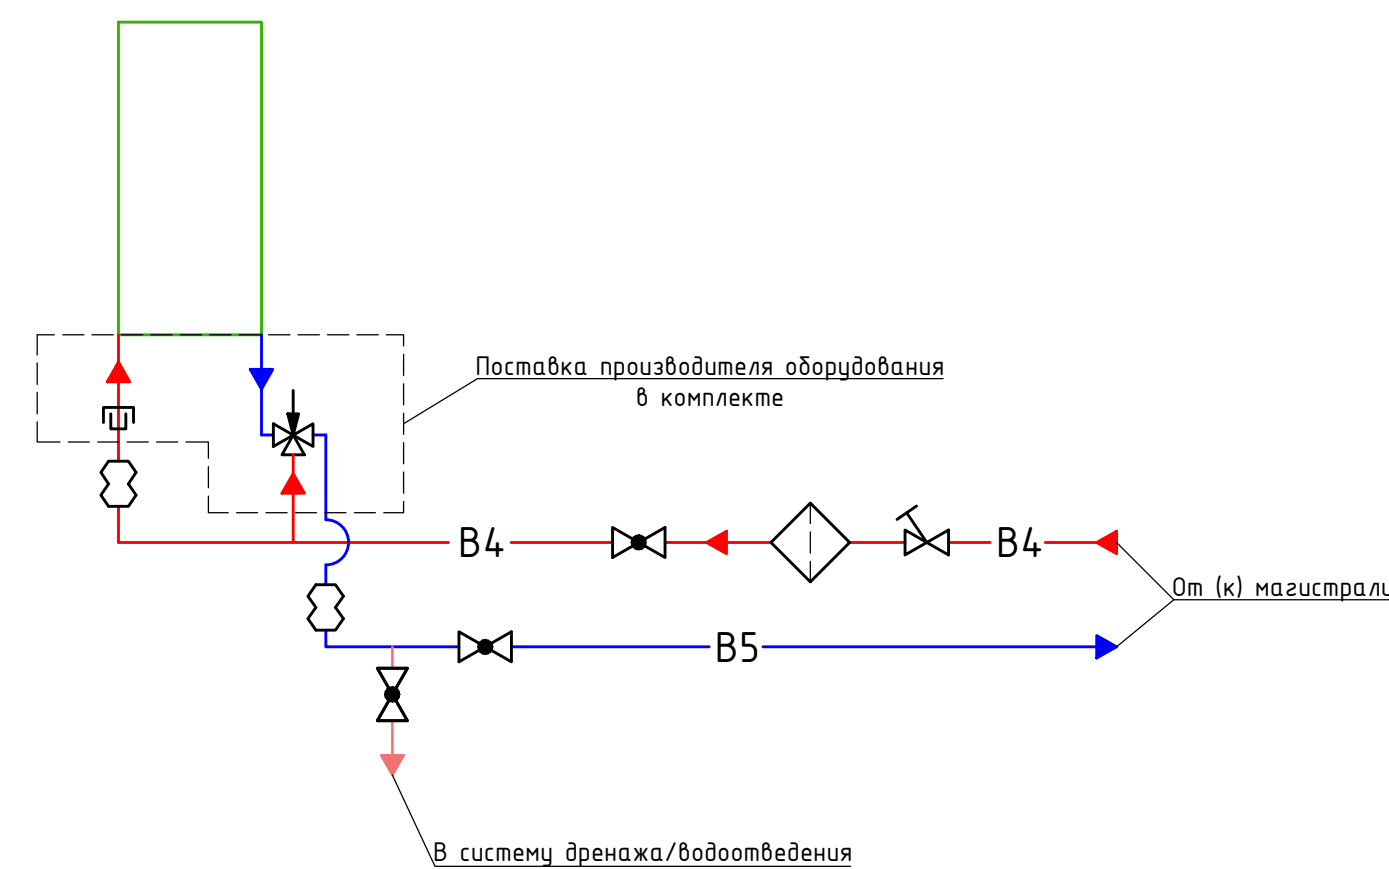 Поставка производителя оборудования
в комплекте
В4
В4
От (к) магистрали
В5
В систему дренажа/водоотведения